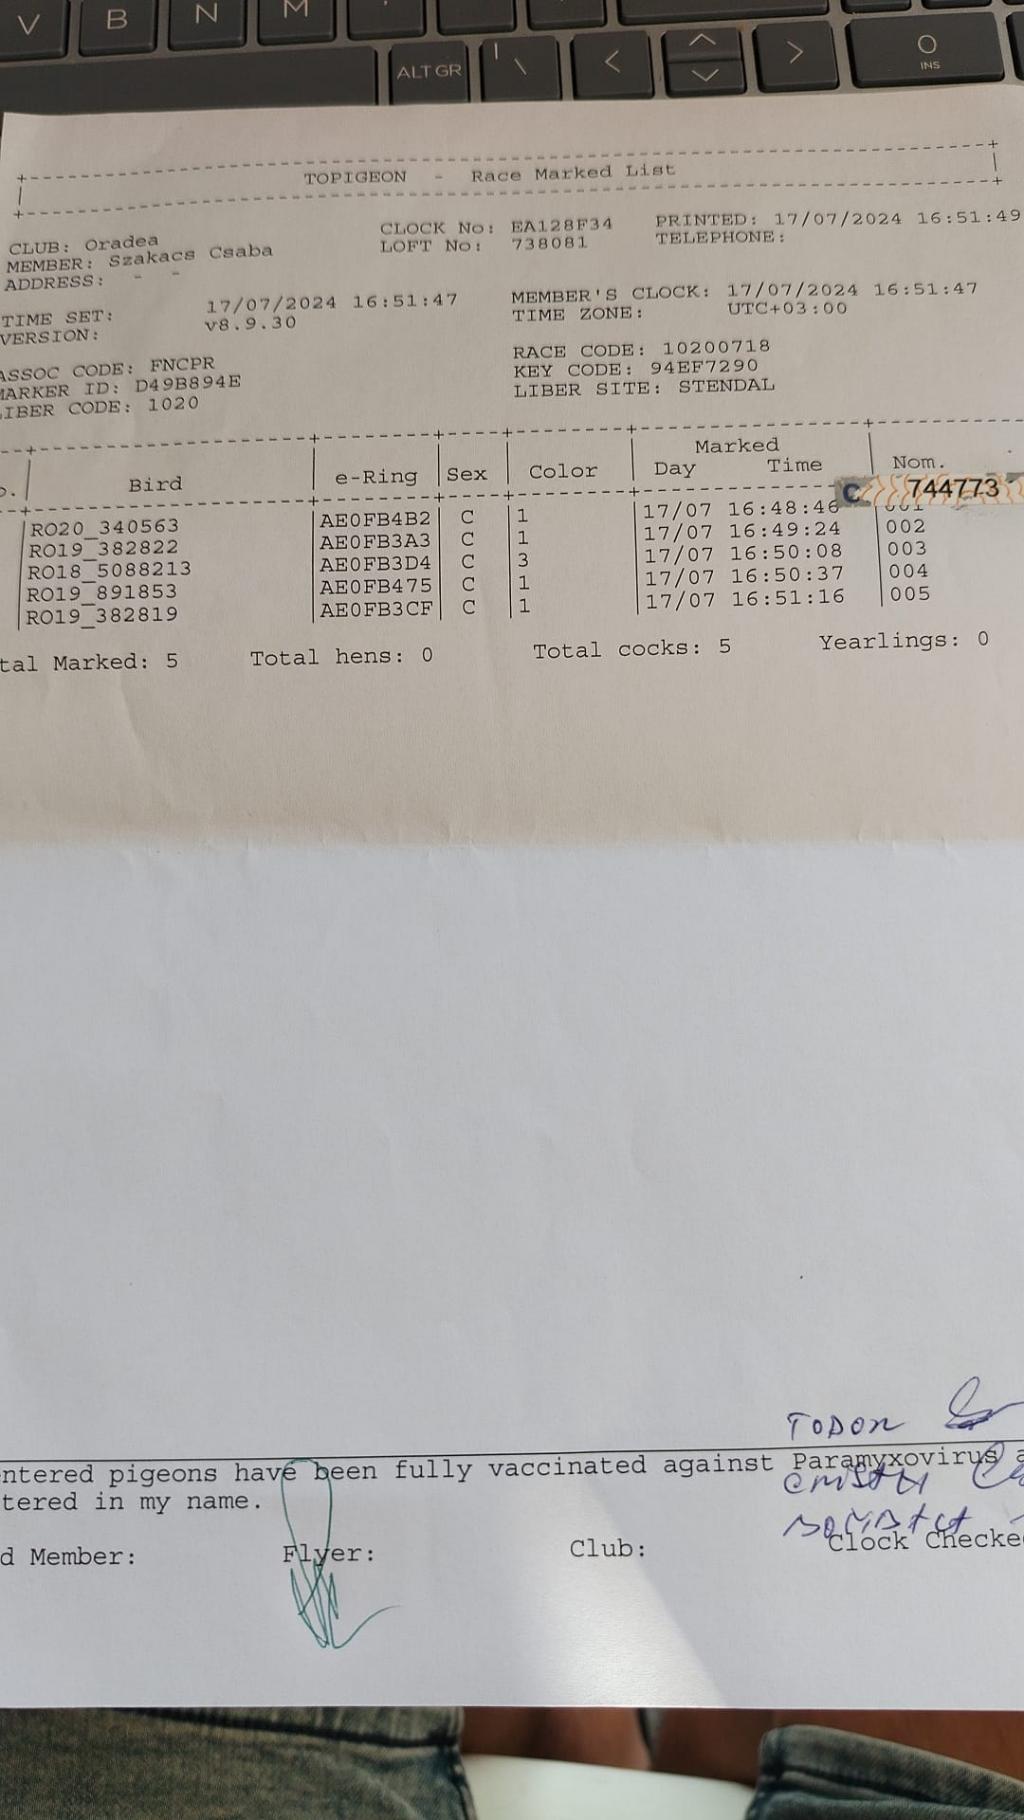 V B N M
ALT GR \ < > O
INS
TOPIGEON - Race Marked List
CLUB: Oradea CLOCK No: EA128F34 PRINTED: 17/07/2024 16:51:49
MEMBER: Szakacs Csaba LOFT No: 738081 TELEPHONE:
ADDRESS: - -
TIME SET: 17/07/2024 16:51:47 MEMBER'S CLOCK: 17/07/2024 16:51:47
VERSION: v8.9.30 TIME ZONE: UTC+03:00
ASSOC CODE: FNCPR RACE CODE: 10200718
MARKER ID: D49B894E KEY CODE: 94EF7290
LIBER CODE: 1020 LIBER SITE: STENDAL
Marked
o. Bird e-Ring Sex Color Day Time Nom.
C 744773
RO20_340563 AE0FB4B2 C 1 17/07 16:48:46 001
RO19_382822 AE0FB3A3 C 1 17/07 16:49:24 002
RO18_5088213 AE0FB3D4 C 3 17/07 16:50:08 003
RO19_891853 AE0FB475 C 1 17/07 16:50:37 004
RO19_382819 AE0FB3CF C 1 17/07 16:51:16 005
tal Marked: 5 Total hens: 0 Total cocks: 5 Yearlings: 0
ntered pigeons have been fully vaccinated against Paramyxovirus a
tered in my name.
d Member: Flyer: Club: Clock Checke